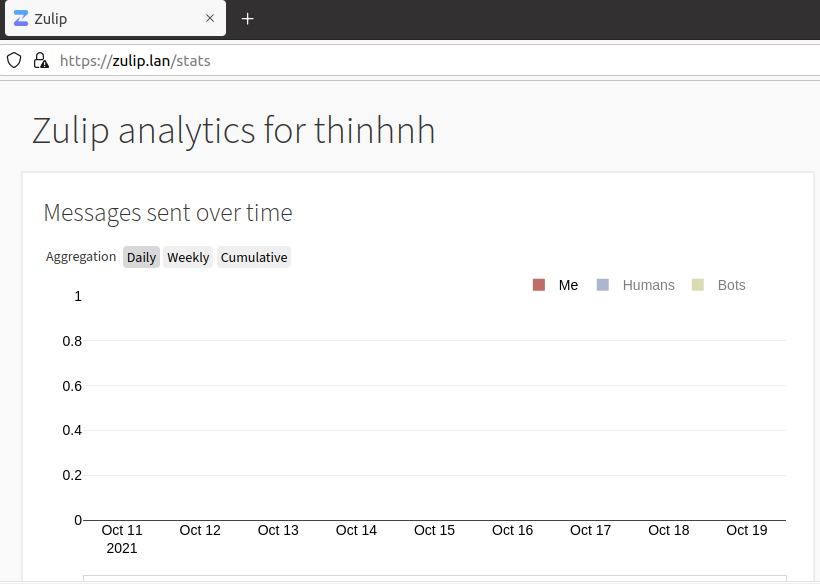 Zulip
https://zulip.lan/stats
Zulip analytics for thinhnh
Messages sent over time
Aggregation Daily Weekly Cumulative
Me Humans Bots
1
0.8
0.6
0.4
0.2
0
Oct 11 Oct 12 Oct 13 Oct 14 Oct 15 Oct 16 Oct 17 Oct 18 Oct 19
2021